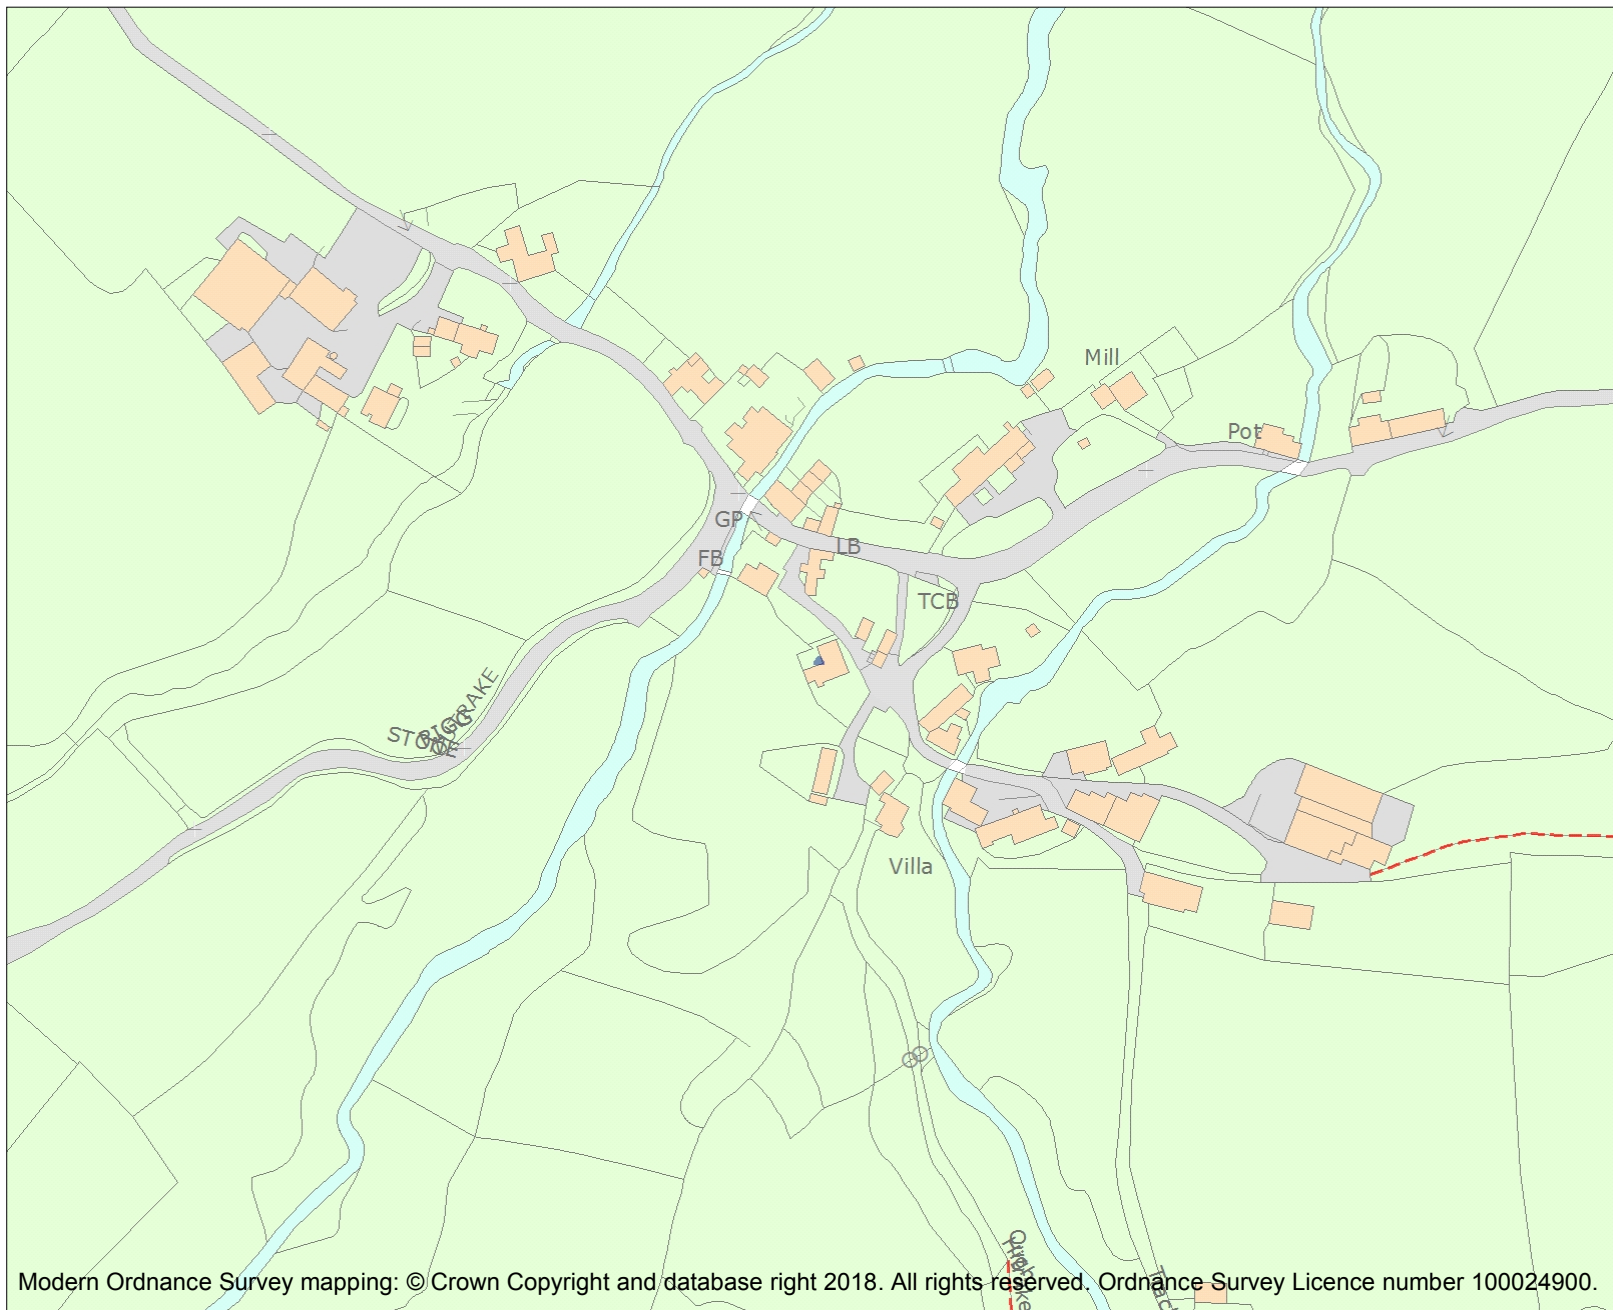 Mill
Pot
GP
LB
FB
TCB
OUTRAKE
Villa
Modern Ordnance Survey mapping: © Crown Copyright and database right 2018. All rights reserved. Ordnance Survey Licence number 100024900.